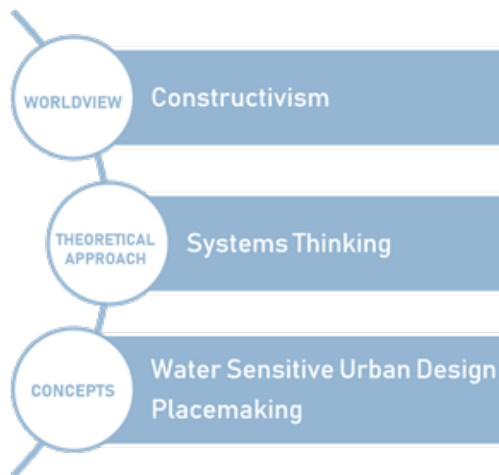 WORLDVIEW
Constructivism
THEORETICAL
APPROACH
Systems Thinking
CONCEPTS
Water Sensitive Urban Design
Placemaking